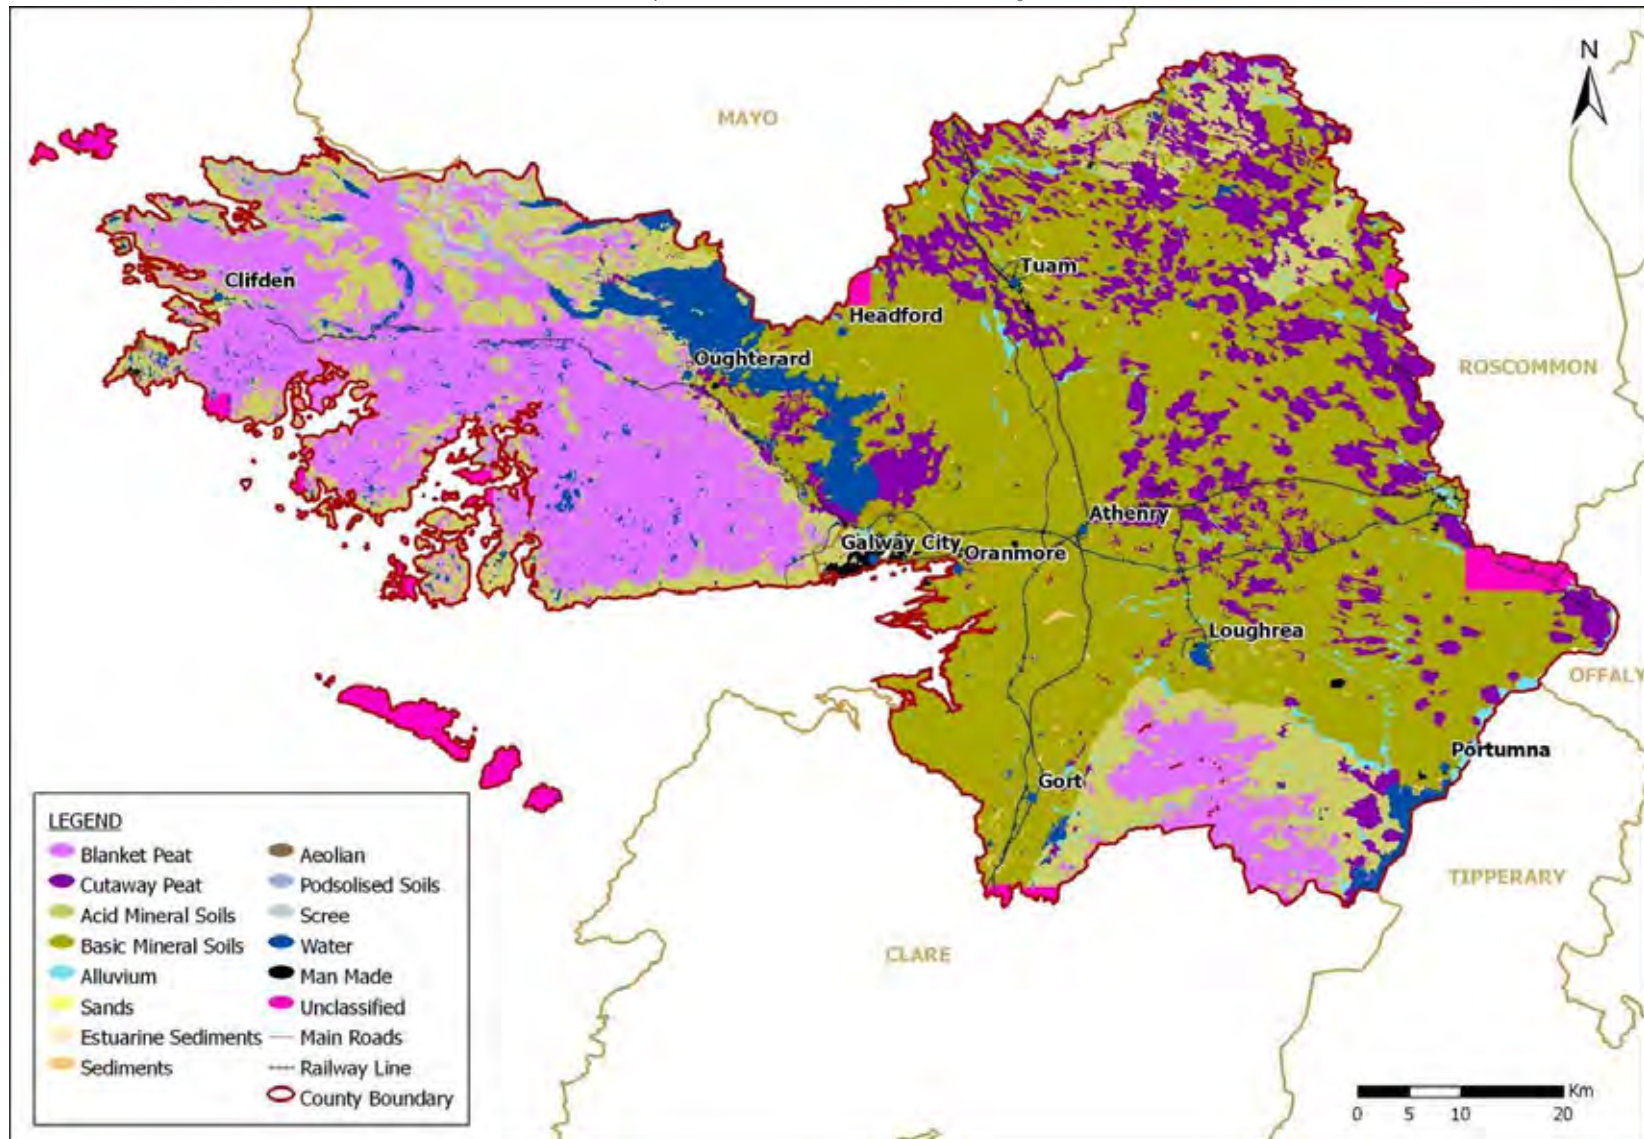 N
MAYO
Clifden
Tuam
Headford
Oughterard
ROSCOMMON
Athenry
Galway City
Oranmore
Loughrea
OFFALY
Portumna
Gort
TIPPERARY
CLARE
LEGEND
Blanket Peat
Cutaway Peat
Acid Mineral Soils
Basic Mineral Soils
Alluvium
Sands
Estuarine Sediments
Sediments
Aeolian
Podsolised Soils
Scree
Water
Man Made
Unclassified
Main Roads
Railway Line
County Boundary
Km
0 5 10 20